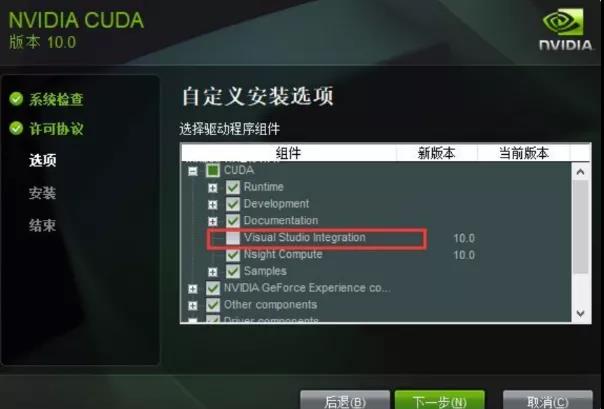 NVIDIA CUDA
版本 10.0
NVIDIA.
系统检查
许可协议
选项
安装
结束
自定义安装选项
选择驱动程序组件
组件 新版本 当前版本
CUDA
Runtime
Development
Documentation
Visual Studio Integration 10.0
Nsight Compute 10.0
Samples
NVIDIA GeForce Experience co...
Other components
Driver components
后退(B) 下一步(N) 取消(C)